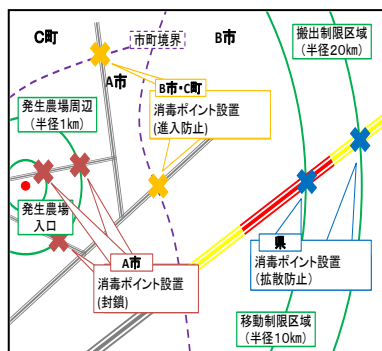 C町
市町境界
B市
搬出制限区域
(半径20km)
A市
発生農場周辺
(半径1km)
B市・C町
消毒ポイント設置
(進入防止)
発生農場
入口
A市
消毒ポイント設置
(封鎖)
県
消毒ポイント設置
(拡散防止)
移動制限区域
(半径10km)